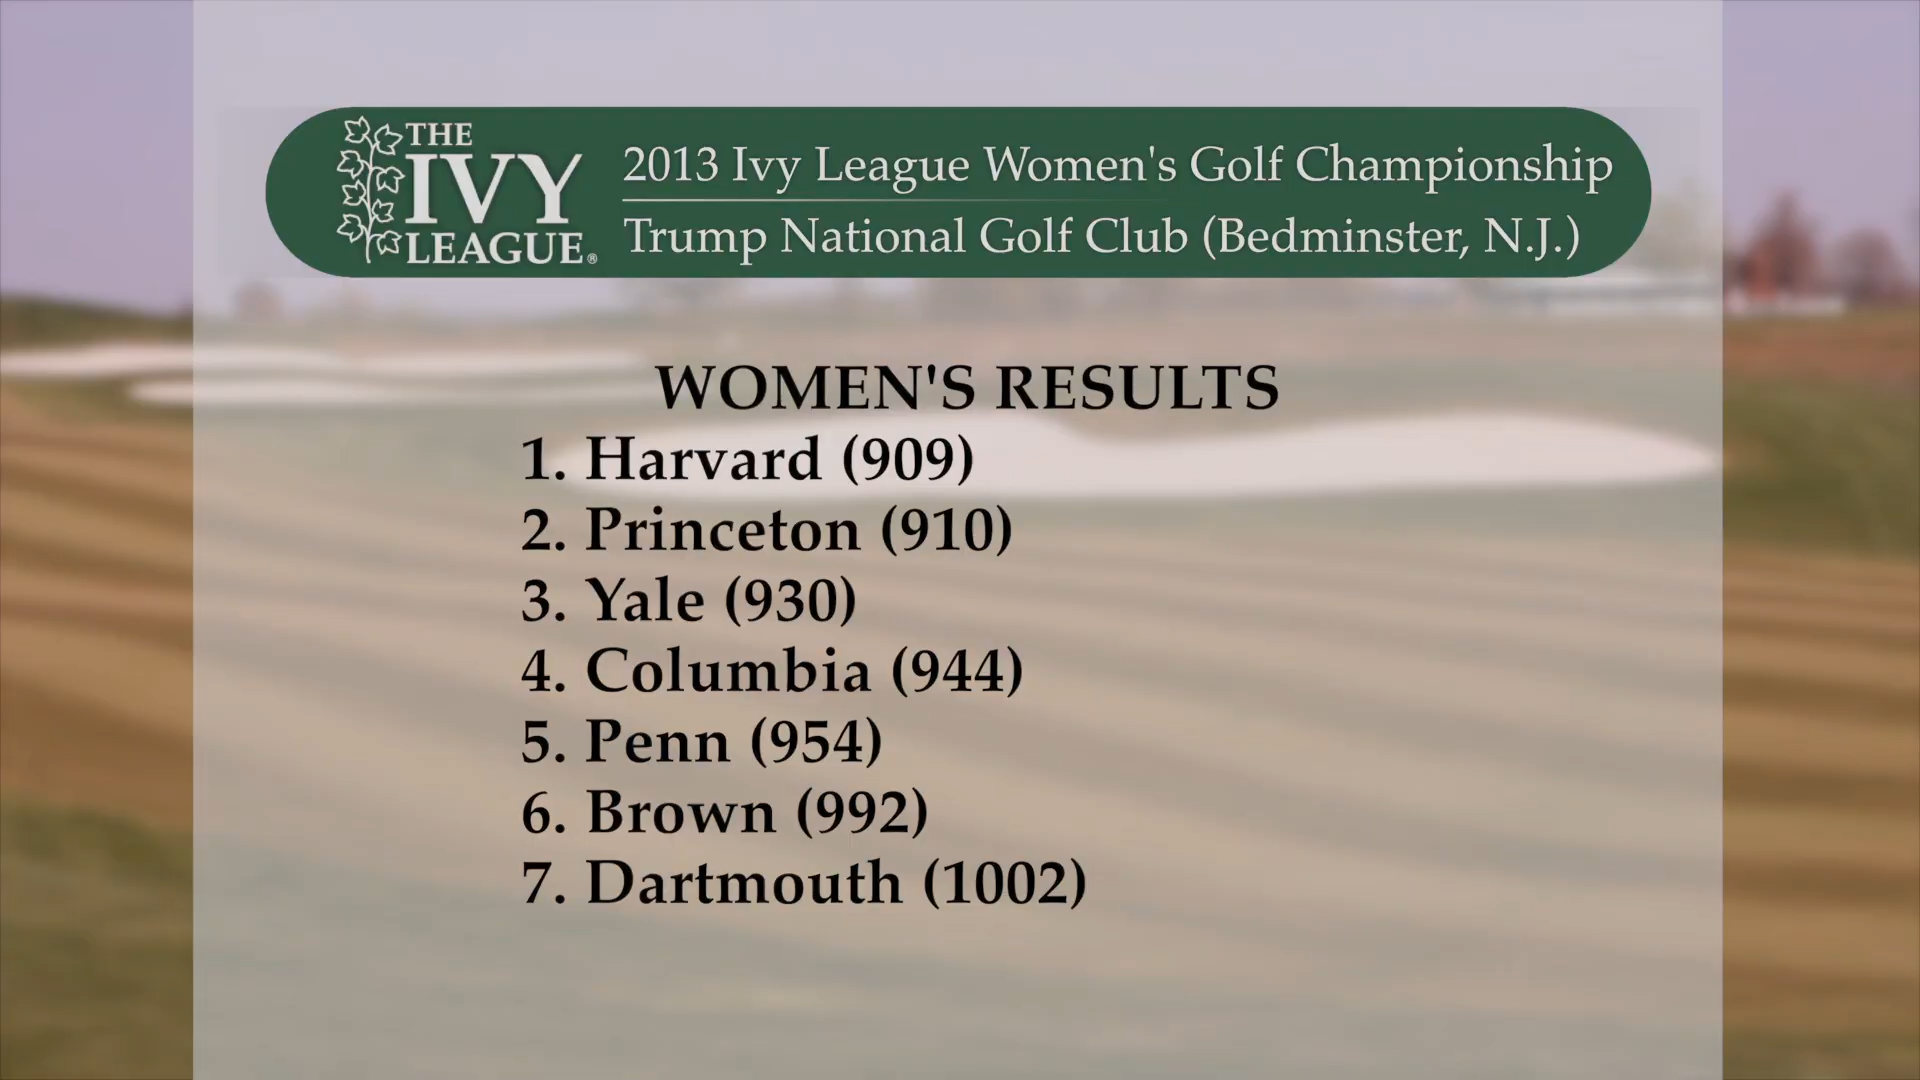 THE
IVY
LEAGUE®
2013 Ivy League Women's Golf Championship
Trump National Golf Club (Bedminster, N.J.)
WOMEN'S RESULTS
1. Harvard (909)
2. Princeton (910)
3. Yale (930)
4. Columbia (944)
5. Penn (954)
6. Brown (992)
7. Dartmouth (1002)